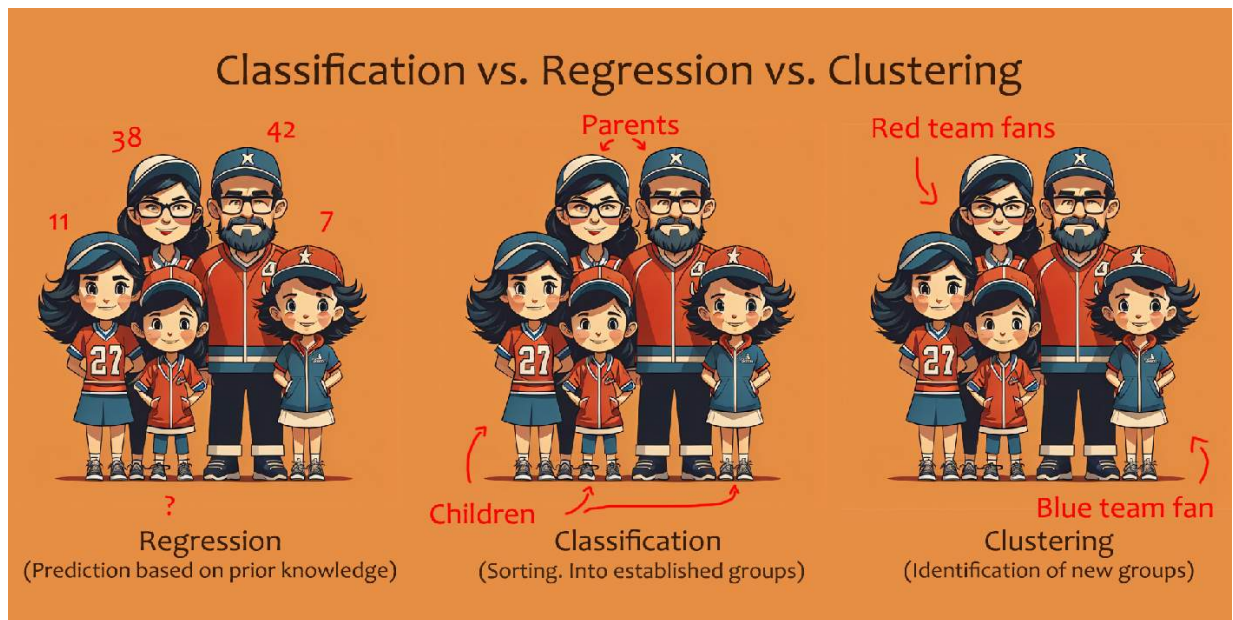 Classification vs. Regression vs. Clustering
38
42
11
7
27
?
Regression
(Prediction based on prior knowledge)
Parents
27
Children
Classification
(Sorting. Into established groups)
Red team fans
27
Blue team fan
Clustering
(Identification of new groups)